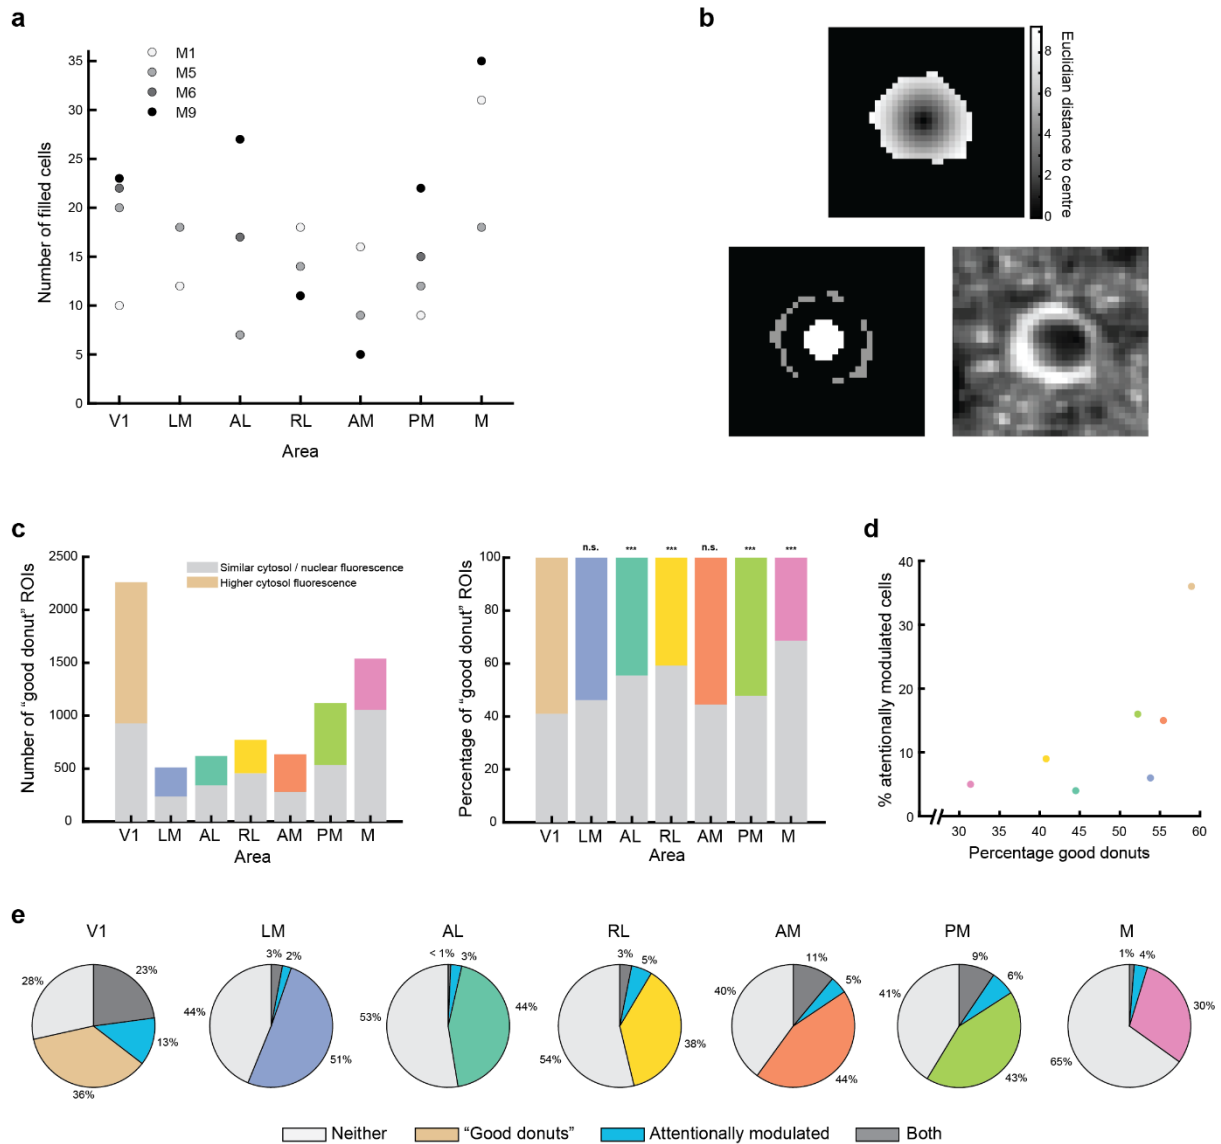 a
Number of filled cells
35
30
25
20
15
10
5
0
M1
M5
M6
M9
V1 LM AL RL AM PM M
Area
b
Euclidian distance to centre
8
6
4
2
0
c
Number of "good donut" ROIs
2500
2000
1500
1000
500
0
Similar cytosol / nuclear fluorescence
Higher cytosol fluorescence
V1 LM AL RL AM PM M
Area
Percentage of "good donut" ROIs
100
80
60
40
20
0
n.s. *** *** n.s. *** ***
V1 LM AL RL AM PM M
Area
d
% atentionally modulated cells
40
30
20
10
0
30 35 40 45 50 55 60
Percentage good donuts
e
V1
28%
23%
13%
36%
LM
3%
2%
44%
51%
AL
< 1%
3%
44%
53%
RL
3%
5%
38%
54%
AM
11%
5%
40%
44%
PM
9%
6%
41%
43%
M
1%
4%
30%
65%
Neither "Good donuts" Attentionally modulated Both